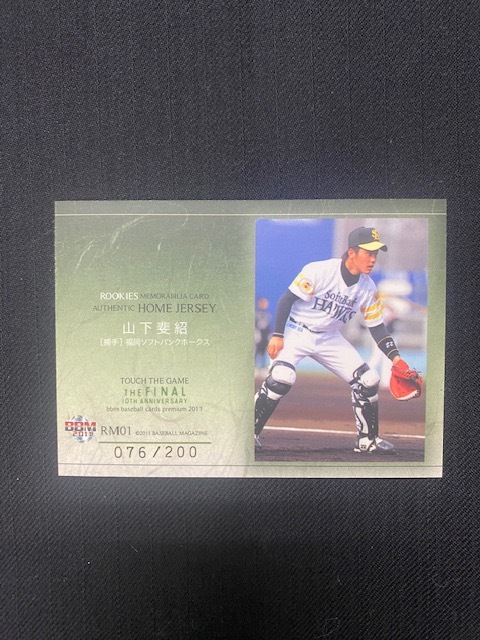 ROOKIES MEMORABILIA CARD
AUTHENTIC HOME JERSEY
山下斐紹
［捕手］福岡ソフトバンクホークス
TOUCH THE GAME
THE FINAL
10TH ANNIVERSARY
bbm baseball cards premium 2011
BBM
2011
RM01 ©2011 BASEBALL MAGAZINE
076/200
SoftBank
HAWKS